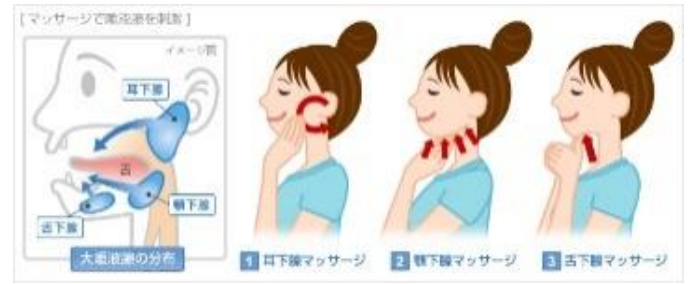 [マッサージで唾液腺を刺激]
イメージ図
耳下腺
舌
顎下腺
舌下腺
大唾液腺の分布
1 耳下腺マッサージ
2 顎下腺マッサージ
3 舌下腺マッサージ